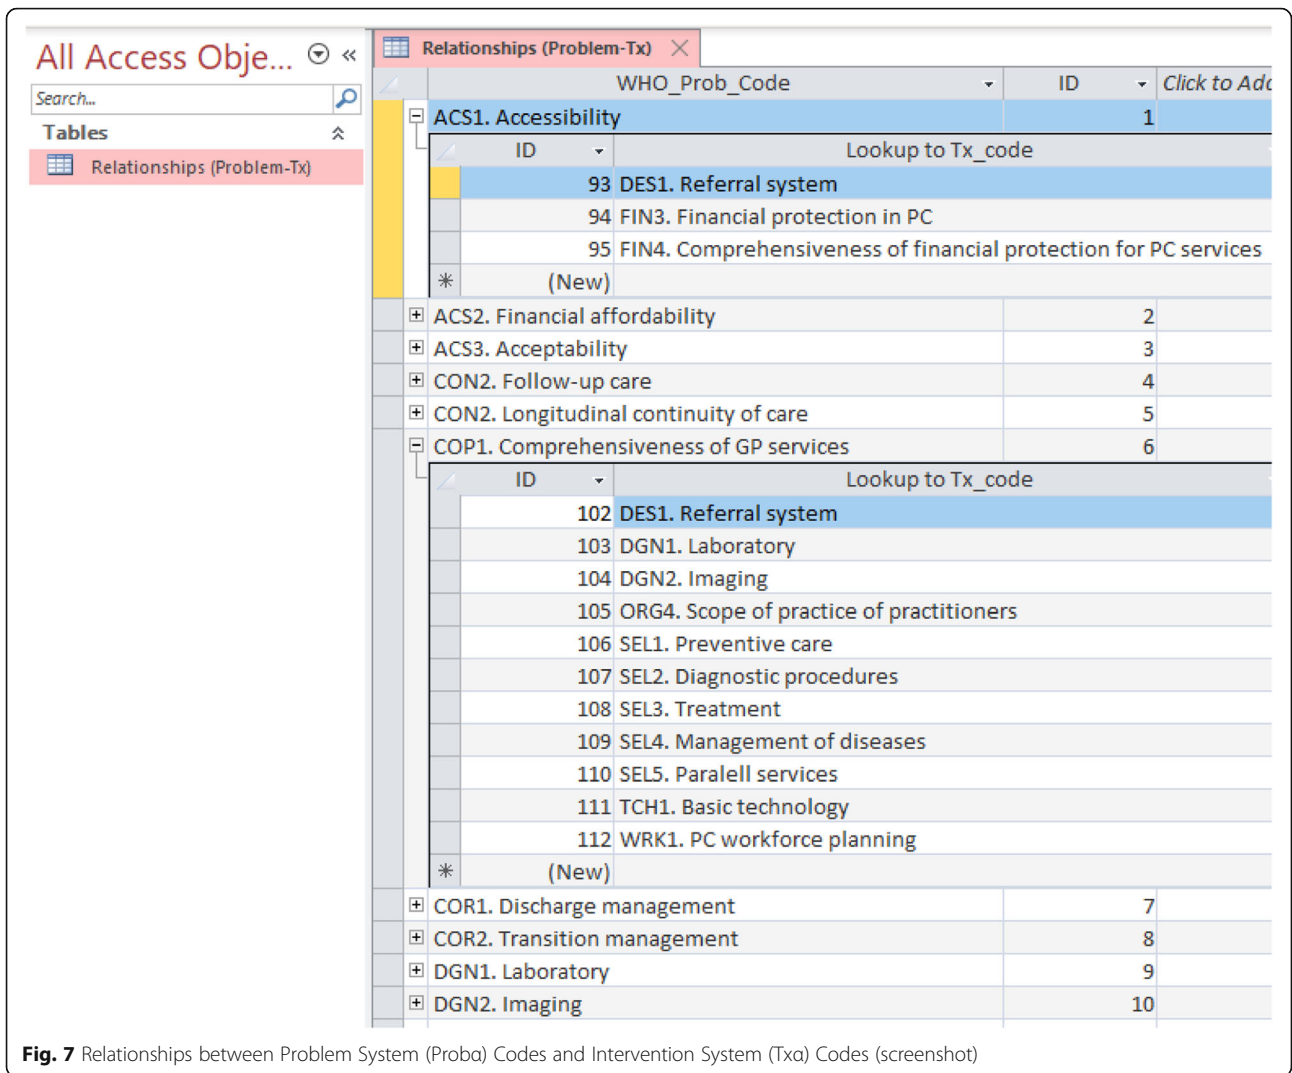 All Access Obje... «
Search...
Tables
Relationships (Problem-Tx)
Relationships (Problem-Tx)
WHO_Prob_Code ID Click to Add
ACS1. Accessibility 1
ID Lookup to Tx_code
93 DES1. Referral system
94 FIN3. Financial protection in PC
95 FIN4. Comprehensiveness of financial protection for PC services
* (New)
ACS2. Financial affordability 2
ACS3. Acceptability 3
CON2. Follow-up care 4
CON2. Longitudinal continuity of care 5
COP1. Comprehensiveness of GP services 6
ID Lookup to Tx_code
102 DES1. Referral system
103 DGN1. Laboratory
104 DGN2. Imaging
105 ORG4. Scope of practice of practitioners
106 SEL1. Preventive care
107 SEL2. Diagnostic procedures
108 SEL3. Treatment
109 SEL4. Management of diseases
110 SEL5. Paralell services
111 TCH1. Basic technology
112 WRK1. PC workforce planning
* (New)
COR1. Discharge management 7
COR2. Transition management 8
DGN1. Laboratory 9
DGN2. Imaging 10
Fig. 7 Relationships between Problem System (Probα) Codes and Intervention System (Txα) Codes (screenshot)